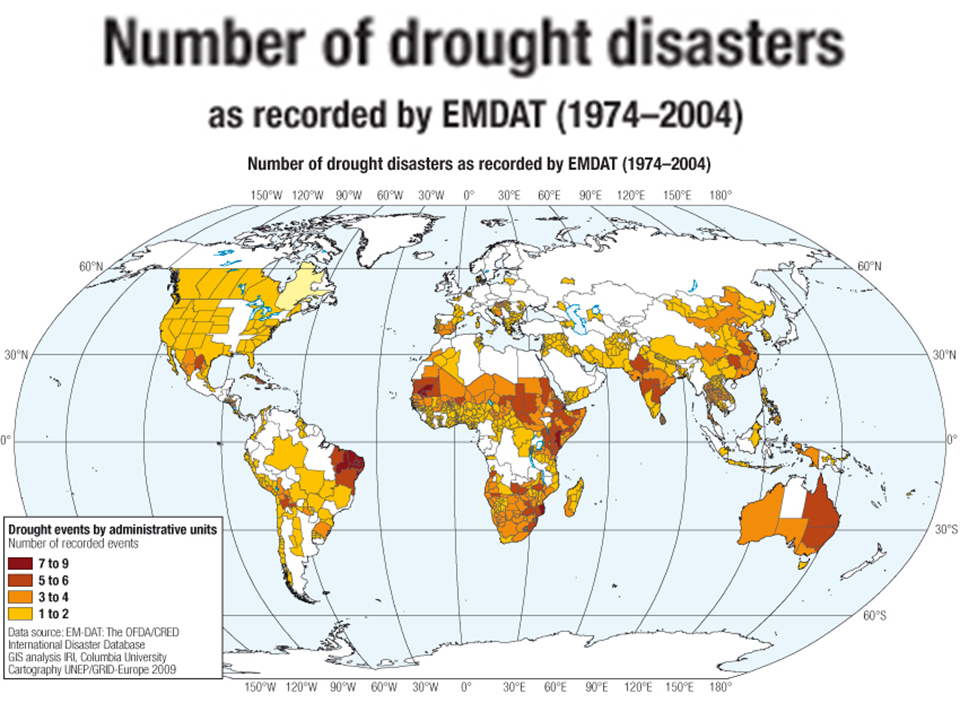 Number of drought disasters
as recorded by EMDAT (1974–2004)
Number of drought disasters as recorded by EMDAT (1974–2004)
150°W 120°W 90°W 60°W 30°W 0° 30°E 60°E 90°E 120°E 150°E 180°
60°N 60°N
30°N 30°N
0° 0°
30°S
60°S
Drought events by administrative units
Number of recorded events
7 to 9
5 to 6
3 to 4
1 to 2
Data source: EM-DAT: The OFDA/CRED
International Disaster Database
GIS analysis IRI, Columbia University
Cartography UNEP/GRID-Europe 2009
150°W 120°W 90°W 60°W 30°W 0° 30°E 60°E 90°E 120°E 150°E 180°